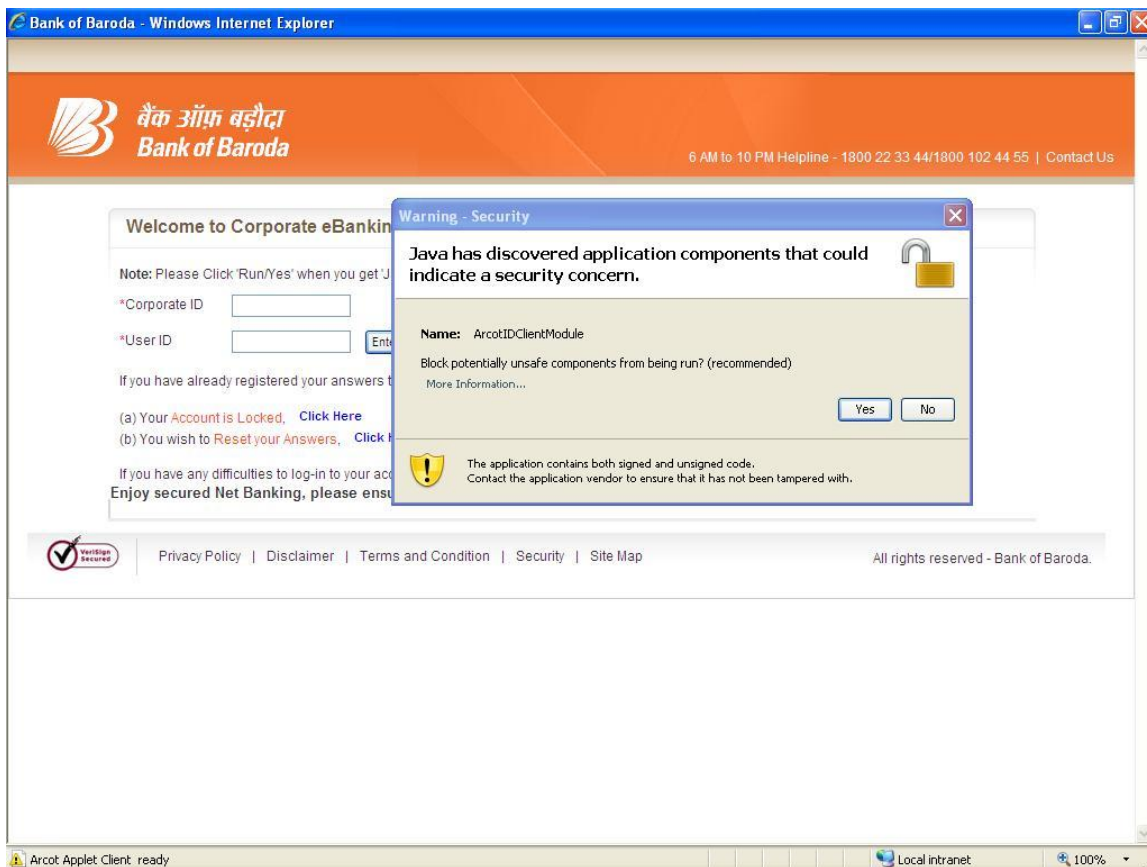 Bank of Baroda - Windows Internet Explorer
बैंक ऑफ़ बड़ौदा
Bank of Baroda
6 AM to 10 PM Helpline - 1800 22 33 44/1800 102 44 55 | Contact Us
Welcome to Corporate eBankin
Note: Please Click 'Run/Yes' when you get 'J
*Corporate ID
*User ID
Ente
If you have already registered your answers t
(a) Your Account is Locked, Click Here
(b) You wish to Reset your Answers, Click H
If you have any difficulties to log-in to your acc
Enjoy secured Net Banking, please ensu
Warning - Security
Java has discovered application components that could
indicate a security concern.
Name: ArcotIDClientModule
Block potentially unsafe components from being run? (recommended)
More Information...
Yes No
The application contains both signed and unsigned code.
Contact the application vendor to ensure that it has not been tampered with.
VeriSign
Secured
Privacy Policy | Disclaimer | Terms and Condition | Security | Site Map
All rights reserved - Bank of Baroda.
Arcot Applet Client ready
Local intranet
100%